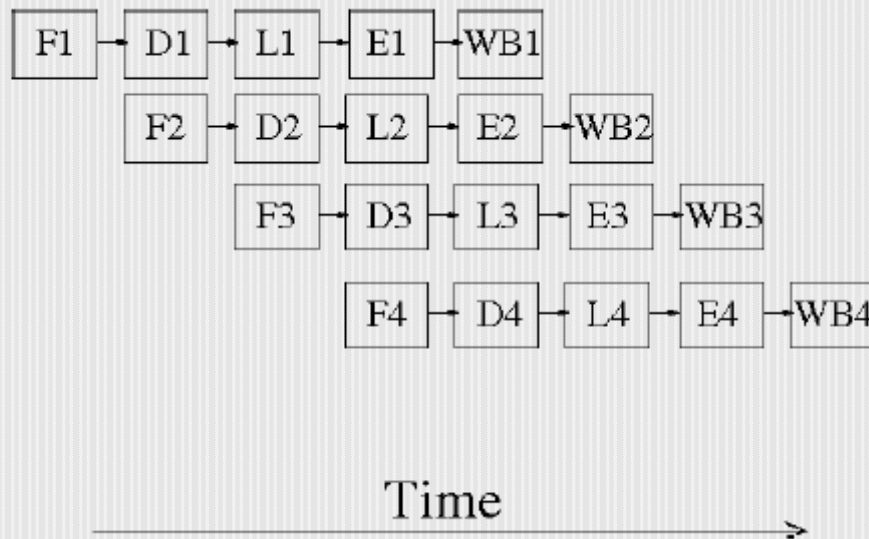 F1 D1 L1 E1 WB1
F2 D2 L2 E2 WB2
F3 D3 L3 E3 WB3
F4 D4 L4 E4 WB4
Time